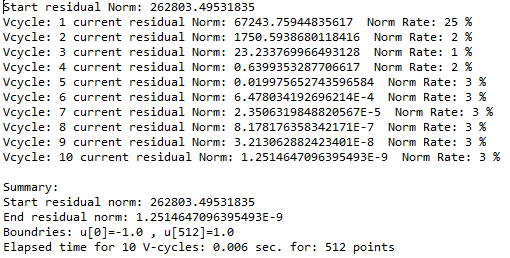 Start residual Norm: 262803.49531835
Vcycle: 1 current residual Norm: 67243.75944835617  Norm Rate: 25 %
Vcycle: 2 current residual Norm: 1750.5938680118416  Norm Rate: 2 %
Vcycle: 3 current residual Norm: 23.233769966493128  Norm Rate: 1 %
Vcycle: 4 current residual Norm: 0.6399353287706617  Norm Rate: 2 %
Vcycle: 5 current residual Norm: 0.019975652743596584  Norm Rate: 3 %
Vcycle: 6 current residual Norm: 6.478034192696214E-4  Norm Rate: 3 %
Vcycle: 7 current residual Norm: 2.3506319848820567E-5  Norm Rate: 3 %
Vcycle: 8 current residual Norm: 8.178176358342171E-7  Norm Rate: 3 %
Vcycle: 9 current residual Norm: 3.213062882423401E-8  Norm Rate: 3 %
Vcycle: 10 current residual Norm: 1.2514647096395493E-9  Norm Rate: 3 %

Summary:
Start residual norm: 262803.49531835
End residual norm: 1.2514647096395493E-9
Boundries: u[0]=-1.0 , u[512]=1.0
Elapsed time for 10 V-cycles: 0.006 sec. for: 512 points